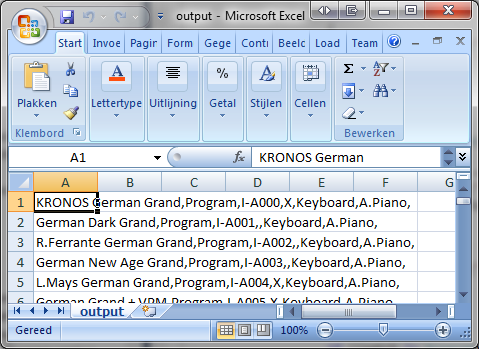 output - Microsoft Excel
Start Invoe Pagir Form Gege Conti Beelc Load Team
Plakken
Lettertype
Uitlijning
%
Getal
Stijlen
Cellen
Σ
Klembord
Bewerken
A1 fx KRONOS German
A B C D E F G
1 KRONOS German Grand,Program,I-A000,X,Keyboard,A.Piano,
2 German Dark Grand,Program,I-A001,,Keyboard,A.Piano,
3 R.Ferrante German Grand,Program,I-A002,,Keyboard,A.Piano,
4 German New Age Grand,Program,I-A003,,Keyboard,A.Piano,
5 L.Mays German Grand,Program,I-A004,X,Keyboard,A.Piano,
6 German Grand + VPM,Program,I-A005,X,Keyboard,A.Piano,
output
Gereed 100%